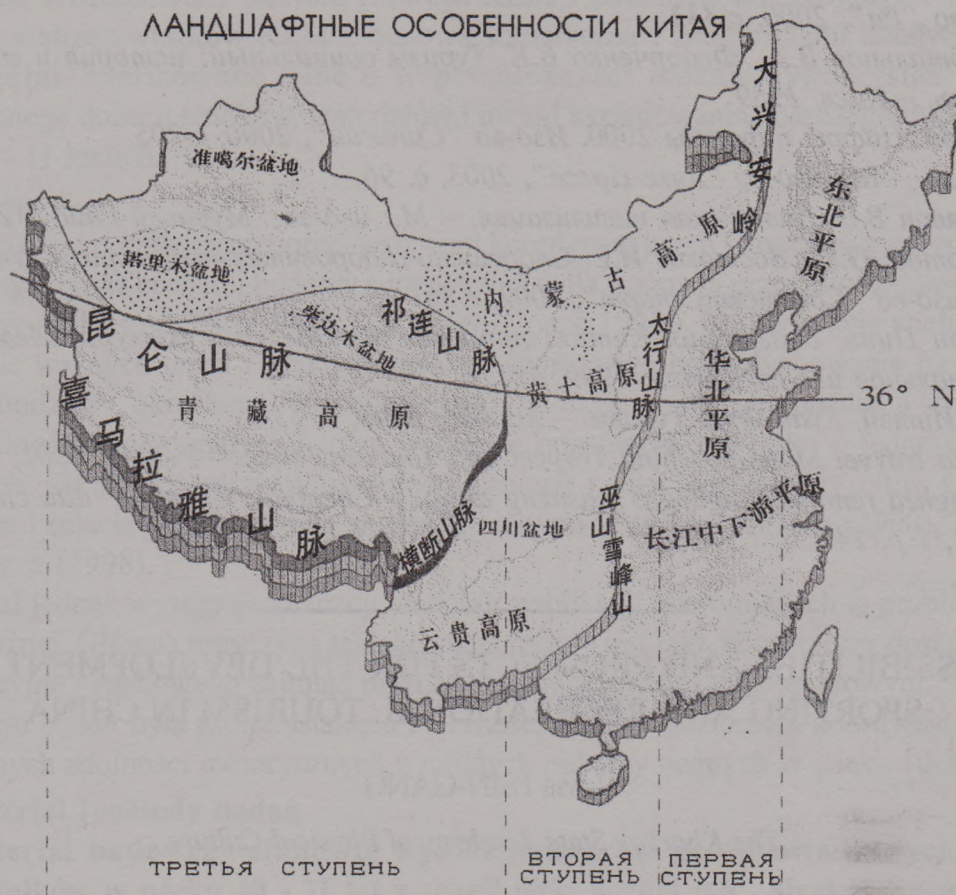 ЛАНДШАФТНЫЕ ОСОБЕННОСТИ КИТАЯ
大兴安岭
准噶尔盆地
东北平原
塔里木盆地
内蒙古高原
柴达木盆地
祁连山脉
昆仑山脉
太行山脉
黄土高原
华北平原
36° N
青藏高原
喜马拉雅山脉
横断山脉
四川盆地
巫山
雪峰山
长江中下游平原
云贵高原
ТРЕТЬЯ СТУПЕНЬ
ВТОРАЯ
СТУПЕНЬ
ПЕРВАЯ
СТУПЕНЬ